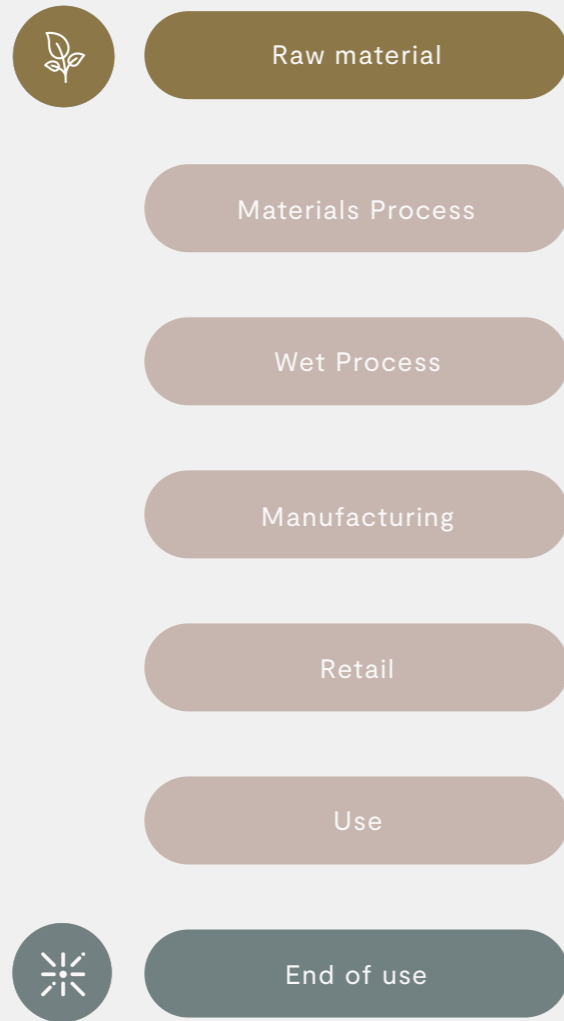 Raw material
Materials Process
Wet Process
Manufacturing
Retail
Use
End of use